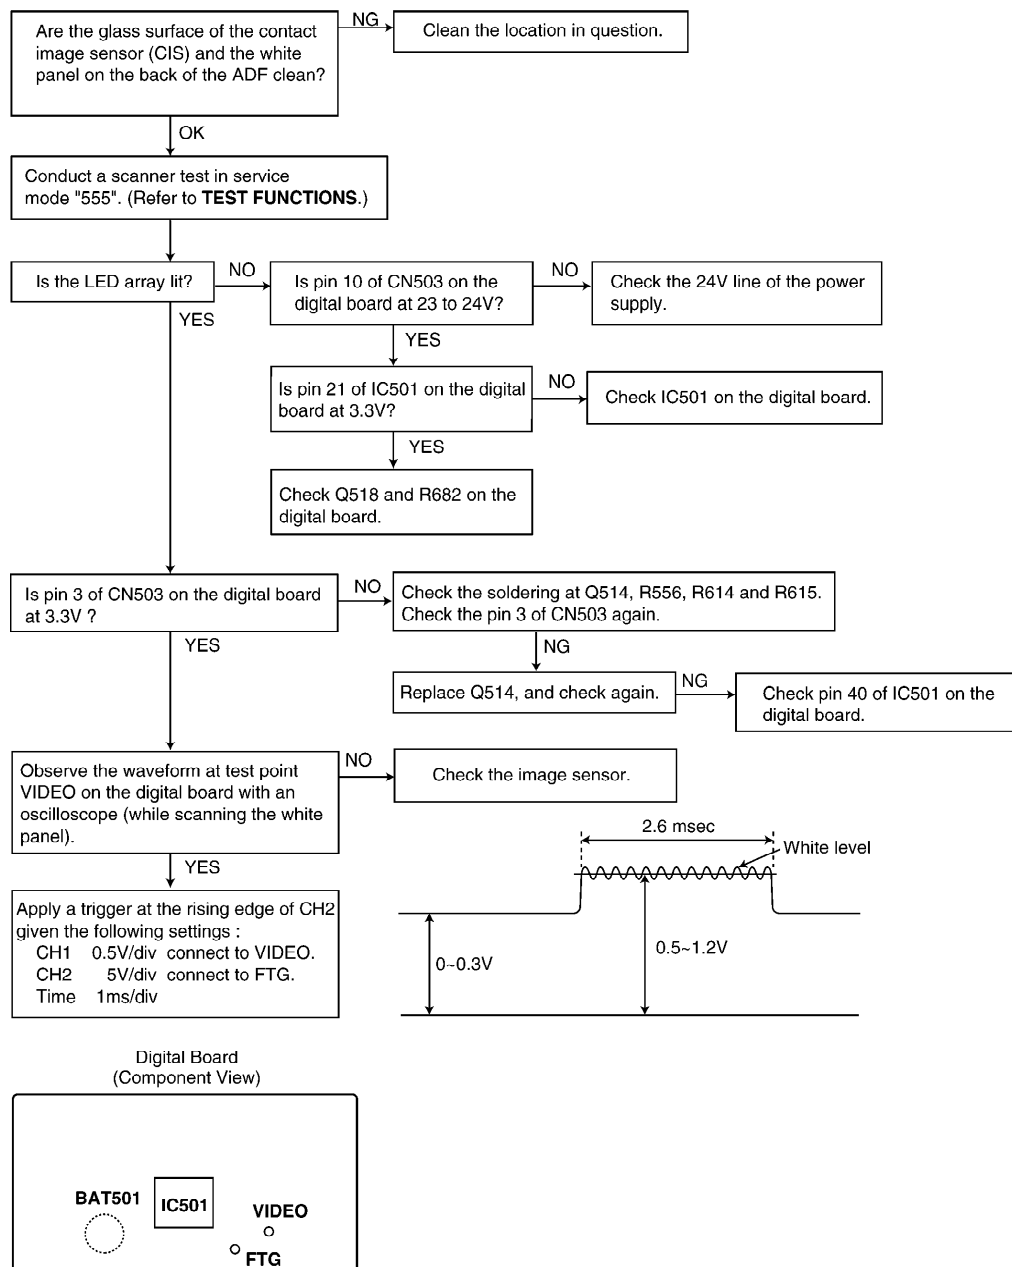 Are the glass surface of the contact
image sensor (CIS) and the white
panel on the back of the ADF clean?
NG
Clean the location in question.
OK
Conduct a scanner test in service
mode "555". (Refer to TEST FUNCTIONS.)
Is the LED array lit?
NO
Is pin 10 of CN503 on the
digital board at 23 to 24V?
NO
Check the 24V line of the power
supply.
YES
YES
Is pin 21 of IC501 on the digital
board at 3.3V?
NO
Check IC501 on the digital board.
YES
Check Q518 and R682 on the
digital board.
Is pin 3 of CN503 on the digital board
at 3.3V ?
NO
Check the soldering at Q514, R556, R614 and R615.
Check the pin 3 of CN503 again.
YES
NG
Replace Q514, and check again.
NG
Check pin 40 of IC501 on the
digital board.
Observe the waveform at test point
VIDEO on the digital board with an
oscilloscope (while scanning the white
panel).
NO
Check the image sensor.
YES
Apply a trigger at the rising edge of CH2
given the following settings :
CH1 0.5V/div connect to VIDEO.
CH2 5V/div connect to FTG.
Time 1ms/div
2.6 msec
White level
0~0.3V
0.5~1.2V
Digital Board
(Component View)
BAT501
IC501
VIDEO
FTG